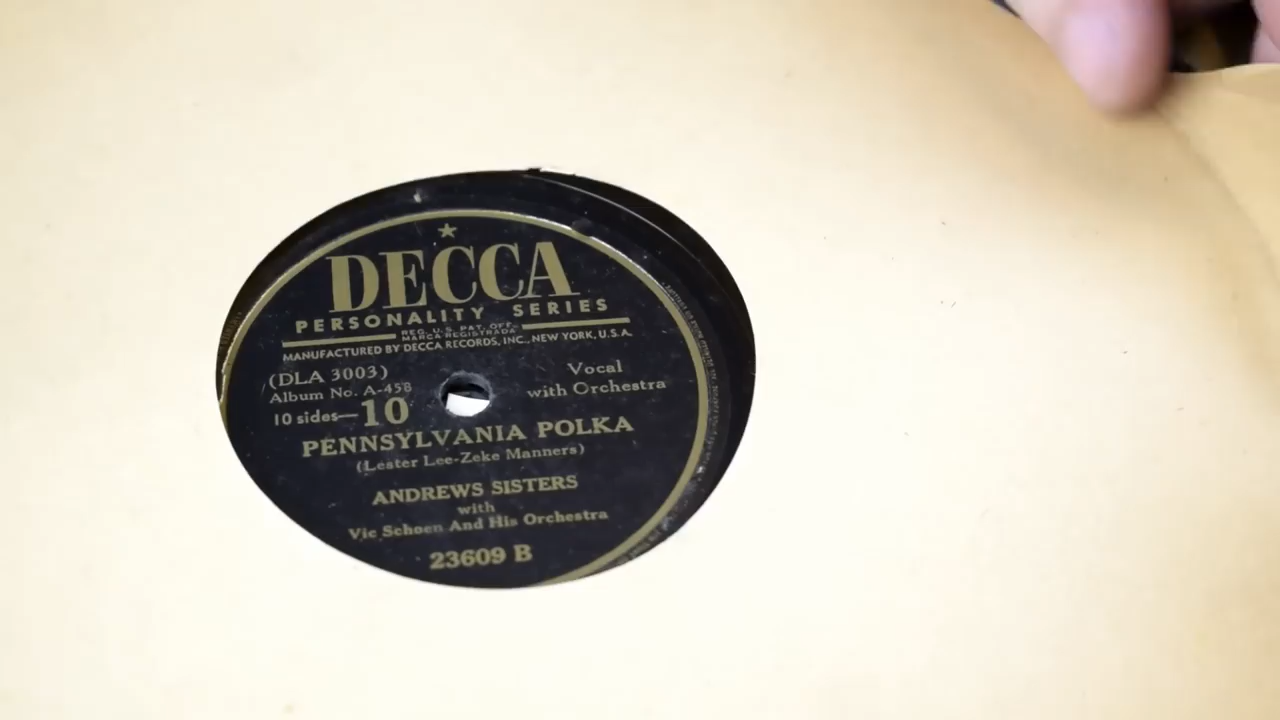 DECCA
PERSONALITY SERIES
REG. U.S. PAT. OFF.
MARCA REGISTRADA
MANUFACTURED BY DECCA RECORDS, INC., NEW YORK, U.S.A.
(DLA 3003)
Album No. A-458
10 sides—10
Vocal
with Orchestra
PENNSYLVANIA POLKA
(Lester Lee-Zeke Manners)
ANDREWS SISTERS
with
Vic Schoen And His Orchestra
23609 B